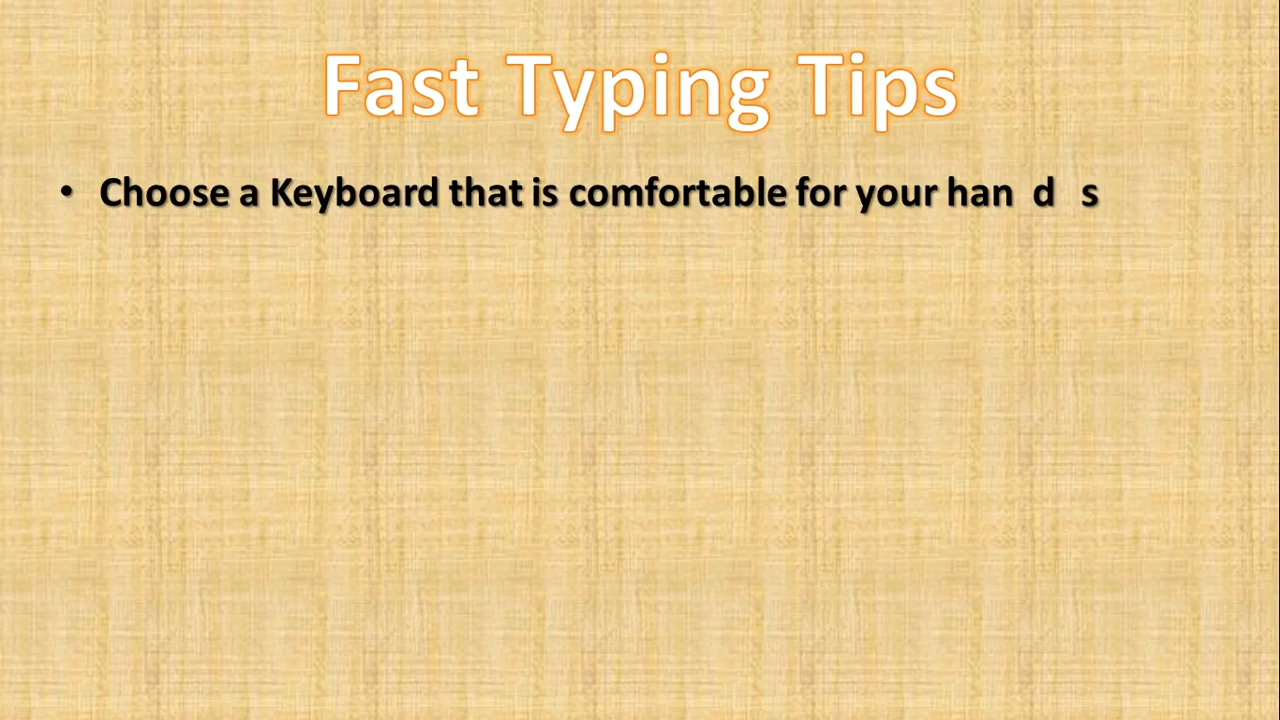 Fast Typing Tips
• Choose a Keyboard that is comfortable for your han d s